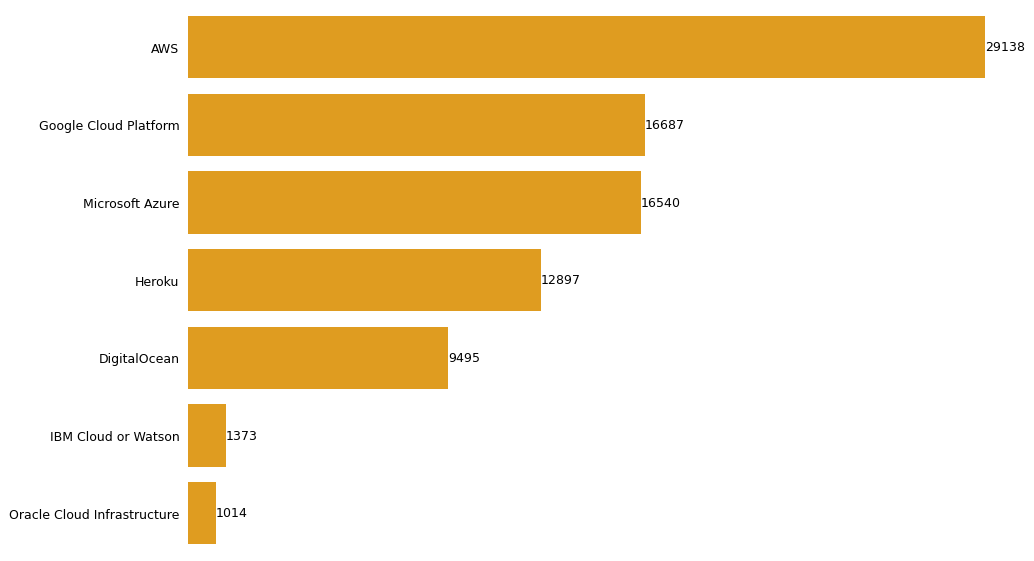 AWS 29138
Google Cloud Platform 16687
Microsoft Azure 16540
Heroku 12897
DigitalOcean 9495
IBM Cloud or Watson 1373
Oracle Cloud Infrastructure 1014